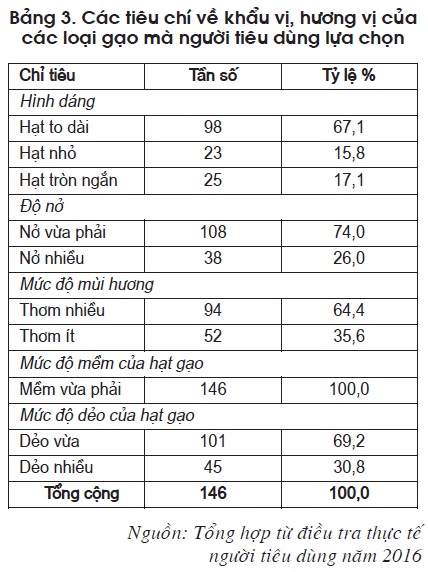 Bảng 3. Các tiêu chí về khẩu vị, hương vị của
các loại gạo mà người tiêu dùng lựa chọn
Chỉ tiêu Tần số Tỷ lệ %
Hình dáng
Hạt to dài 98 67,1
Hạt nhỏ 23 15,8
Hạt tròn ngắn 25 17,1
Độ nở
Nở vừa phải 108 74,0
Nở nhiều 38 26,0
Mức độ mùi hương
Thơm nhiều 94 64,4
Thơm ít 52 35,6
Mức độ mềm của hạt gạo
Mềm vừa phải 146 100,0
Mức độ dẻo của hạt gạo
Dẻo vừa 101 69,2
Dẻo nhiều 45 30,8
Tổng cộng 146 100,0
Nguồn: Tổng hợp từ điều tra thực tế
người tiêu dùng năm 2016